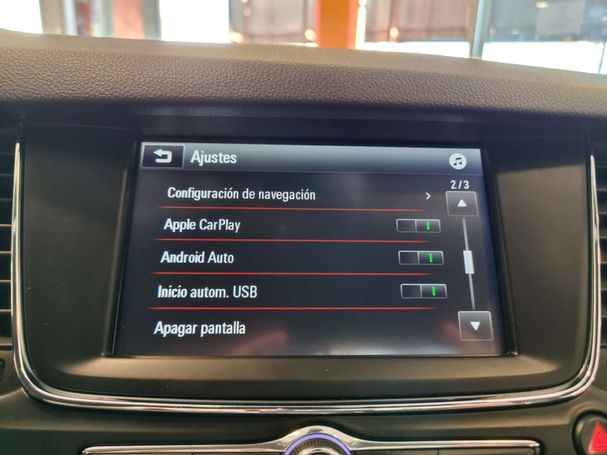 Ajustes
2/3
Configuración de navegación
Apple CarPlay
Android Auto
Inicio autom. USB
Apagar pantalla